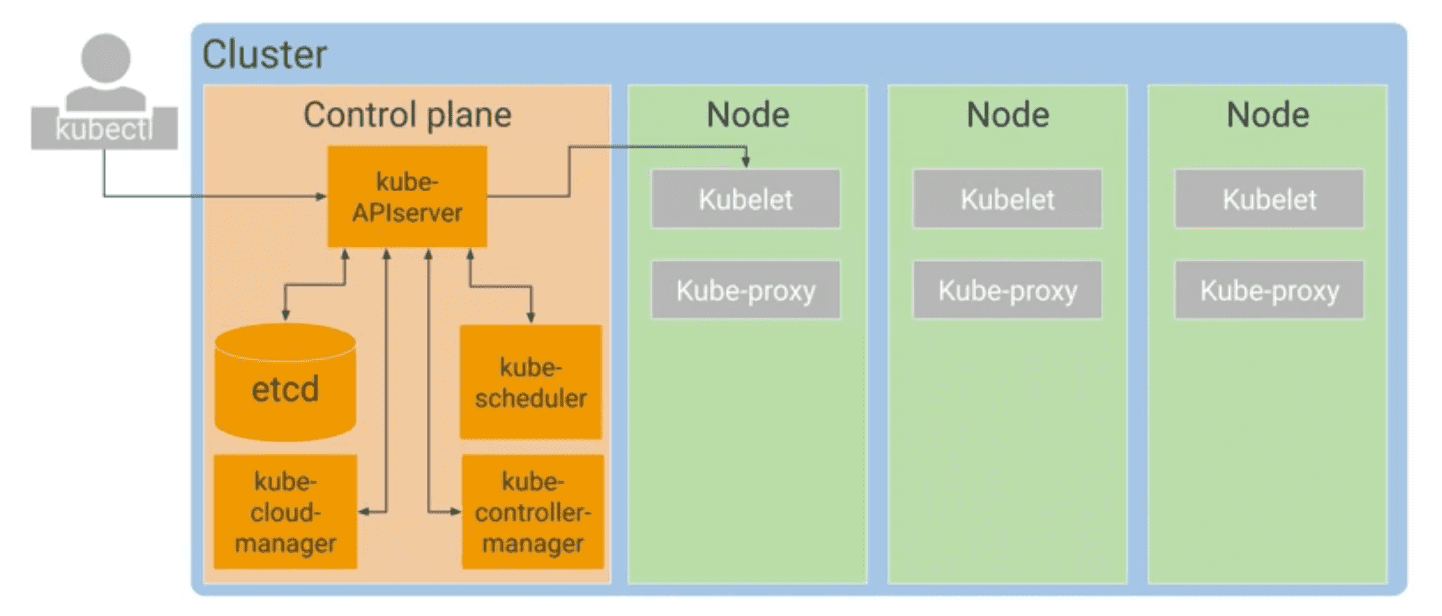 kubectl
Cluster
Control plane
kube-
APIserver
etcd
kube-
scheduler
kube-
cloud-
manager
kube-
controller-
manager
Node
Kubelet
Kube-proxy
Node
Kubelet
Kube-proxy
Node
Kubelet
Kube-proxy